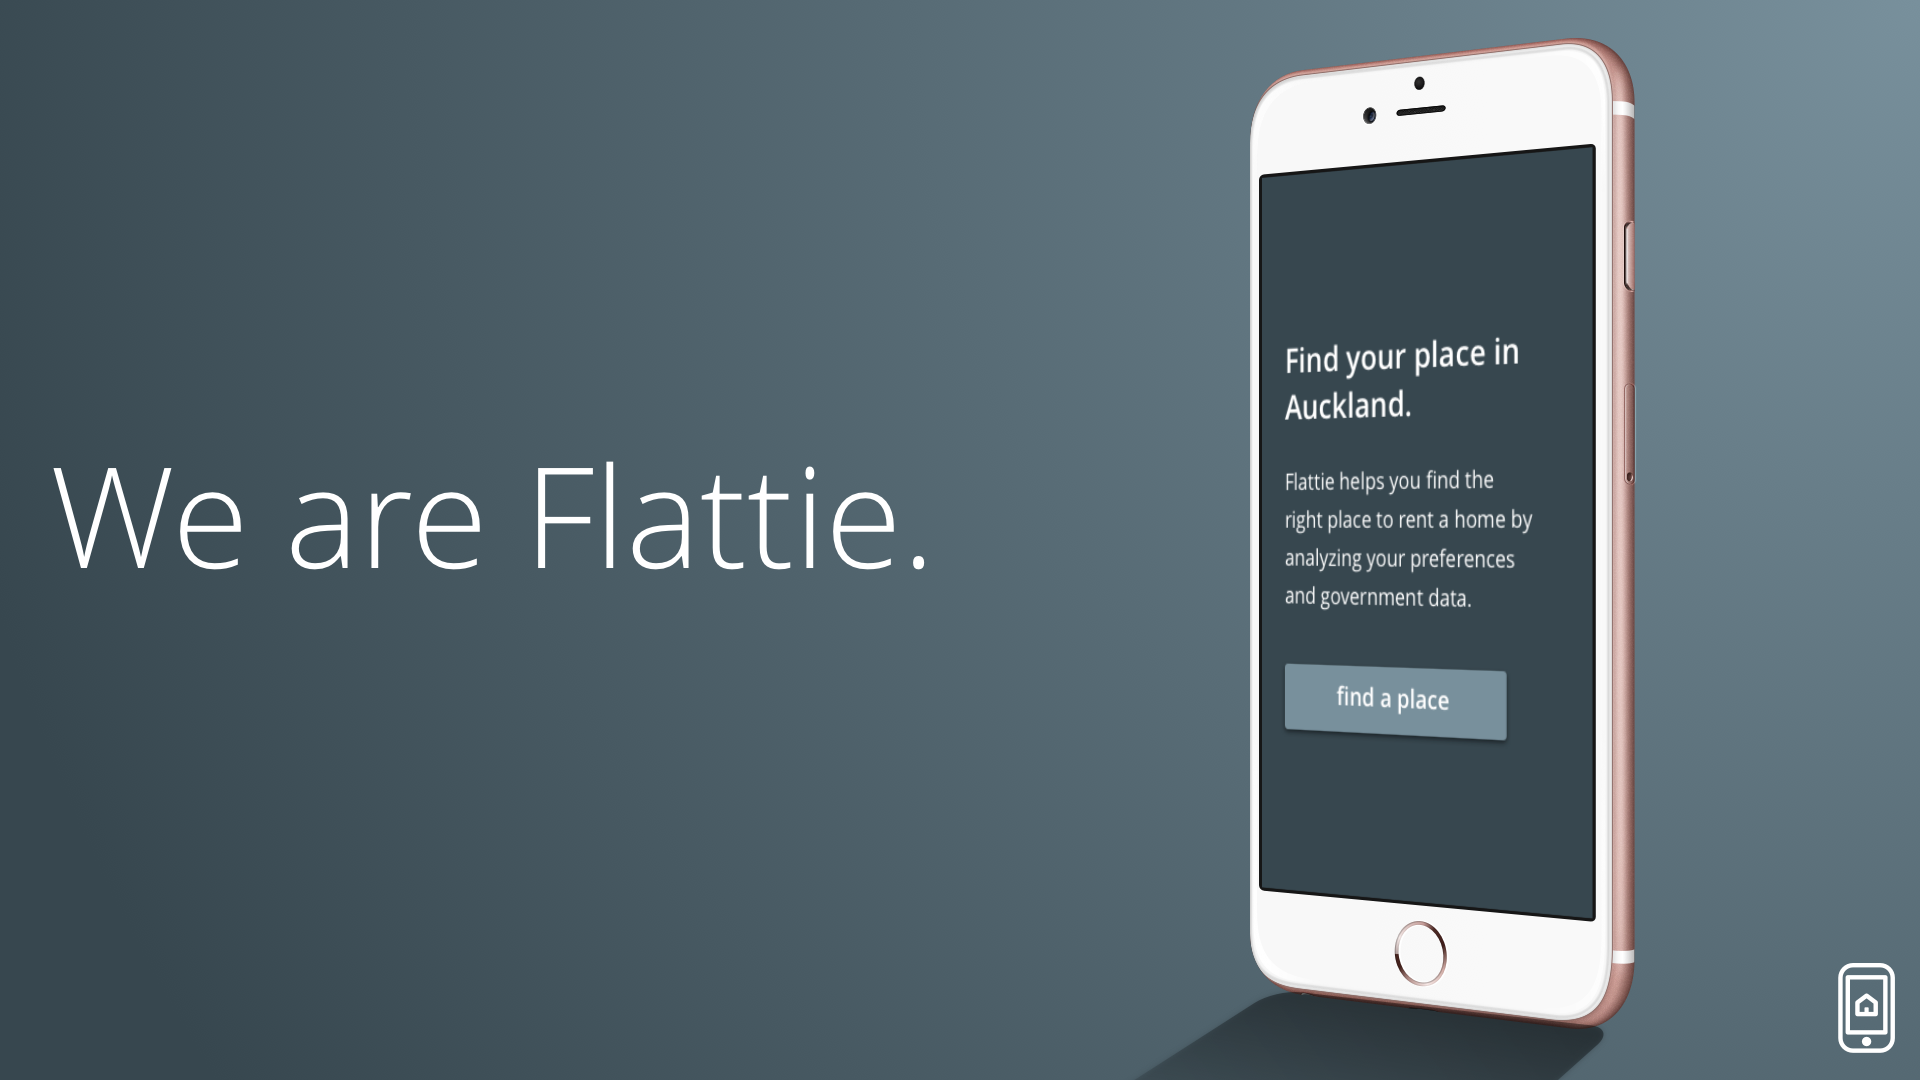 We are Flattie.
Find your place in
Auckland.
Flattie helps you find the
right place to rent a home by
analyzing your preferences
and government data.
find a place